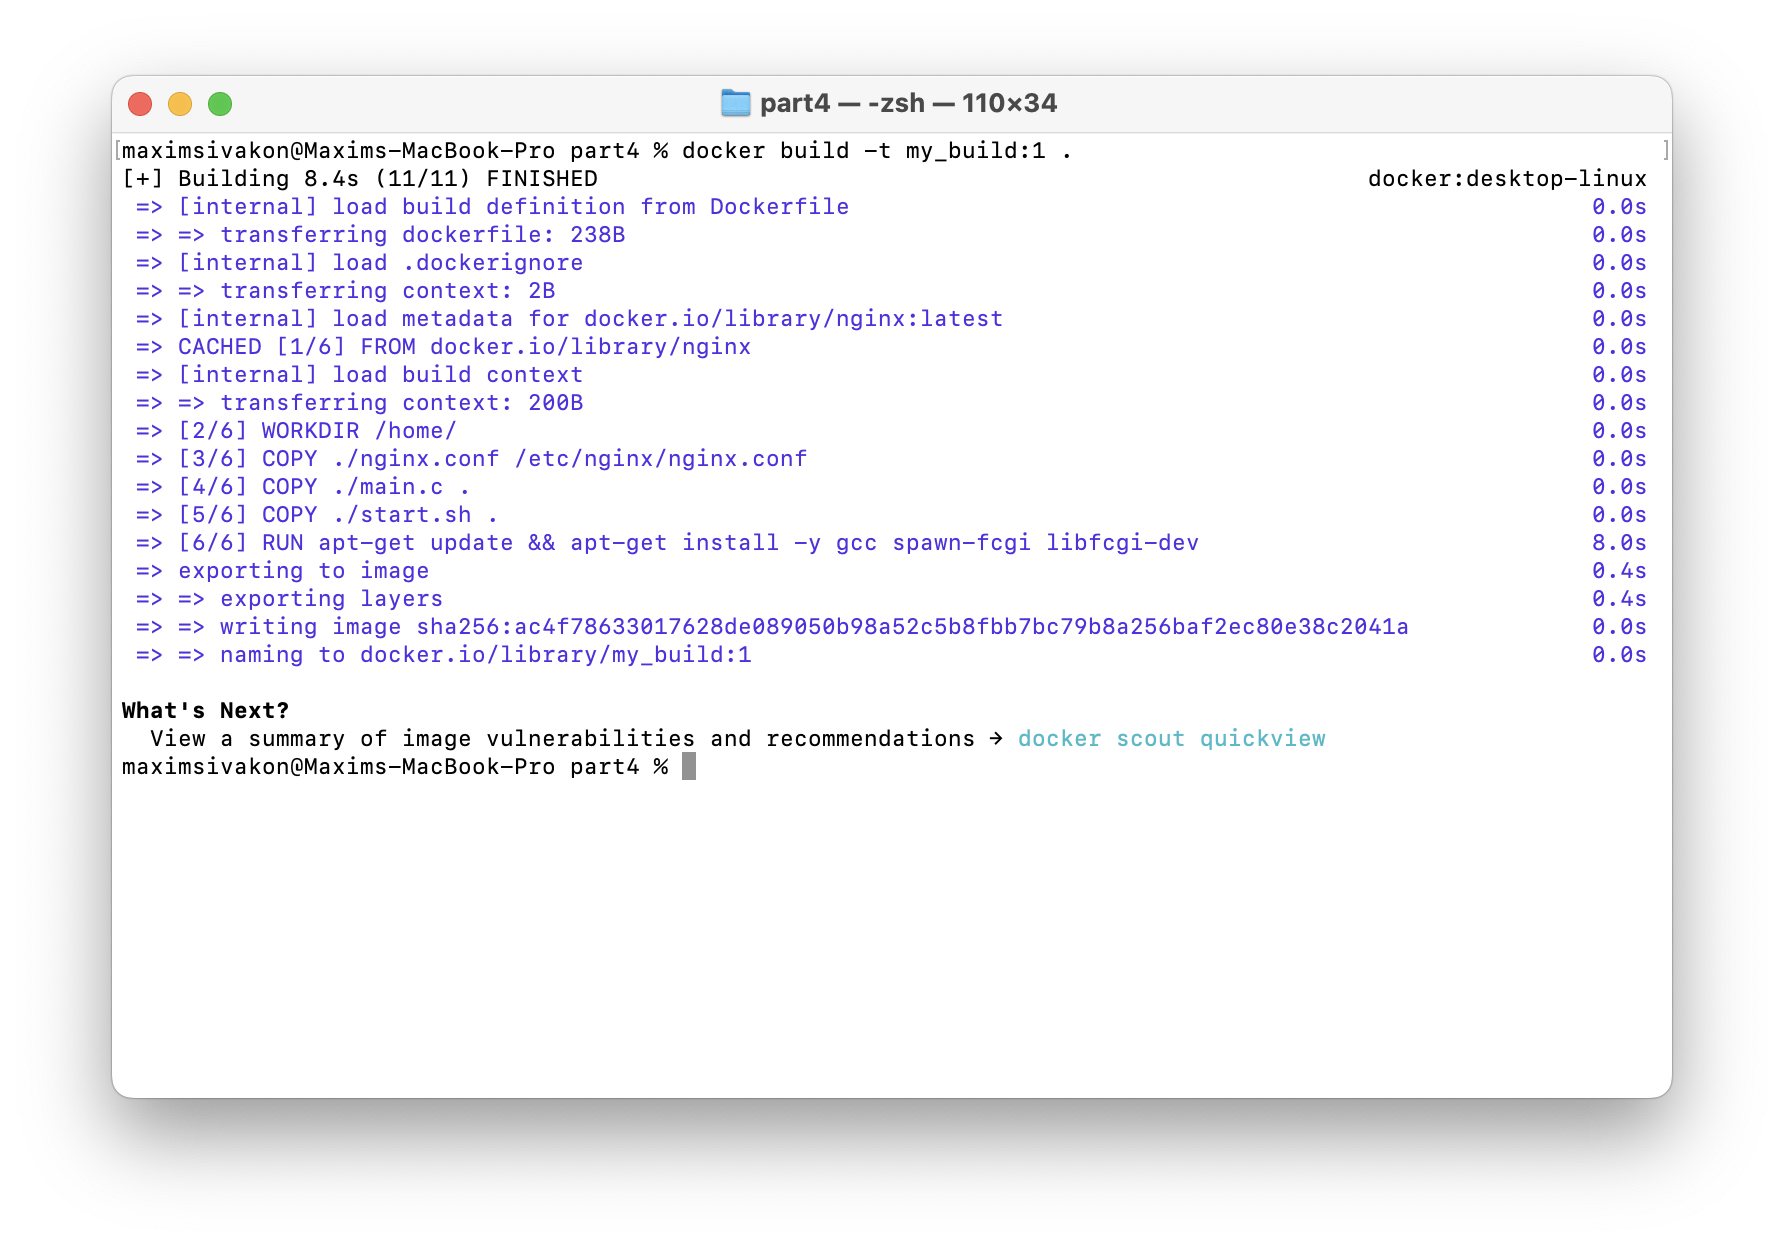 part4 — -zsh — 110×34
[maximsivakon@Maxims-MacBook-Pro part4 % docker build -t my_build:1 . ]
[+] Building 8.4s (11/11) FINISHED docker:desktop-linux
=> [internal] load build definition from Dockerfile 0.0s
=> => transferring dockerfile: 238B 0.0s
=> [internal] load .dockerignore 0.0s
=> => transferring context: 2B 0.0s
=> [internal] load metadata for docker.io/library/nginx:latest 0.0s
=> CACHED [1/6] FROM docker.io/library/nginx 0.0s
=> [internal] load build context 0.0s
=> => transferring context: 200B 0.0s
=> [2/6] WORKDIR /home/ 0.0s
=> [3/6] COPY ./nginx.conf /etc/nginx/nginx.conf 0.0s
=> [4/6] COPY ./main.c . 0.0s
=> [5/6] COPY ./start.sh . 0.0s
=> [6/6] RUN apt-get update && apt-get install -y gcc spawn-fcgi libfcgi-dev 8.0s
=> exporting to image 0.4s
=> => exporting layers 0.4s
=> => writing image sha256:ac4f78633017628de089050b98a52c5b8fbb7bc79b8a256baf2ec80e38c2041a 0.0s
=> => naming to docker.io/library/my_build:1 0.0s
What's Next?
View a summary of image vulnerabilities and recommendations → docker scout quickview
maximsivakon@Maxims-MacBook-Pro part4 %